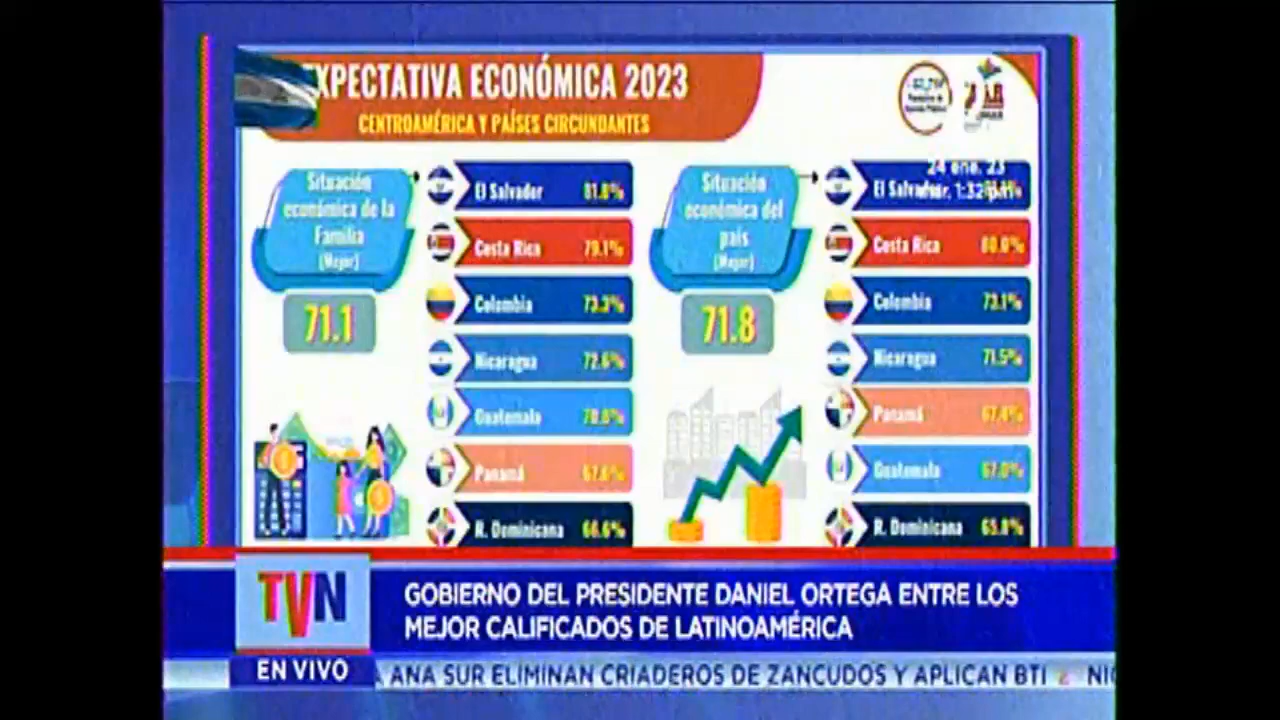 EXPECTATIVA ECONÓMICA 2023
CENTROAMÉRICA Y PAÍSES CIRCUNDANTES
24 ene. 23
1:32 p.m.
Situación
económica de la
Familia
(Mejor)
71.1
El Salvador 81.8%
Costa Rica 79.1%
Colombia 73.3%
Nicaragua 72.6%
Guatemala 70.8%
Panamá 67.6%
R. Dominicana 66.6%
Situación
económica del
país
(Mejor)
71.8
El Salvador
Costa Rica 80.0%
Colombia 73.1%
Nicaragua 71.5%
Panamá 67.4%
Guatemala 67.0%
R. Dominicana 65.8%
TVN
GOBIERNO DEL PRESIDENTE DANIEL ORTEGA ENTRE LOS
MEJOR CALIFICADOS DE LATINOAMÉRICA
EN VIVO
ANA SUR ELIMINAN CRIADEROS DE ZANCUDOS Y APLICAN BTI